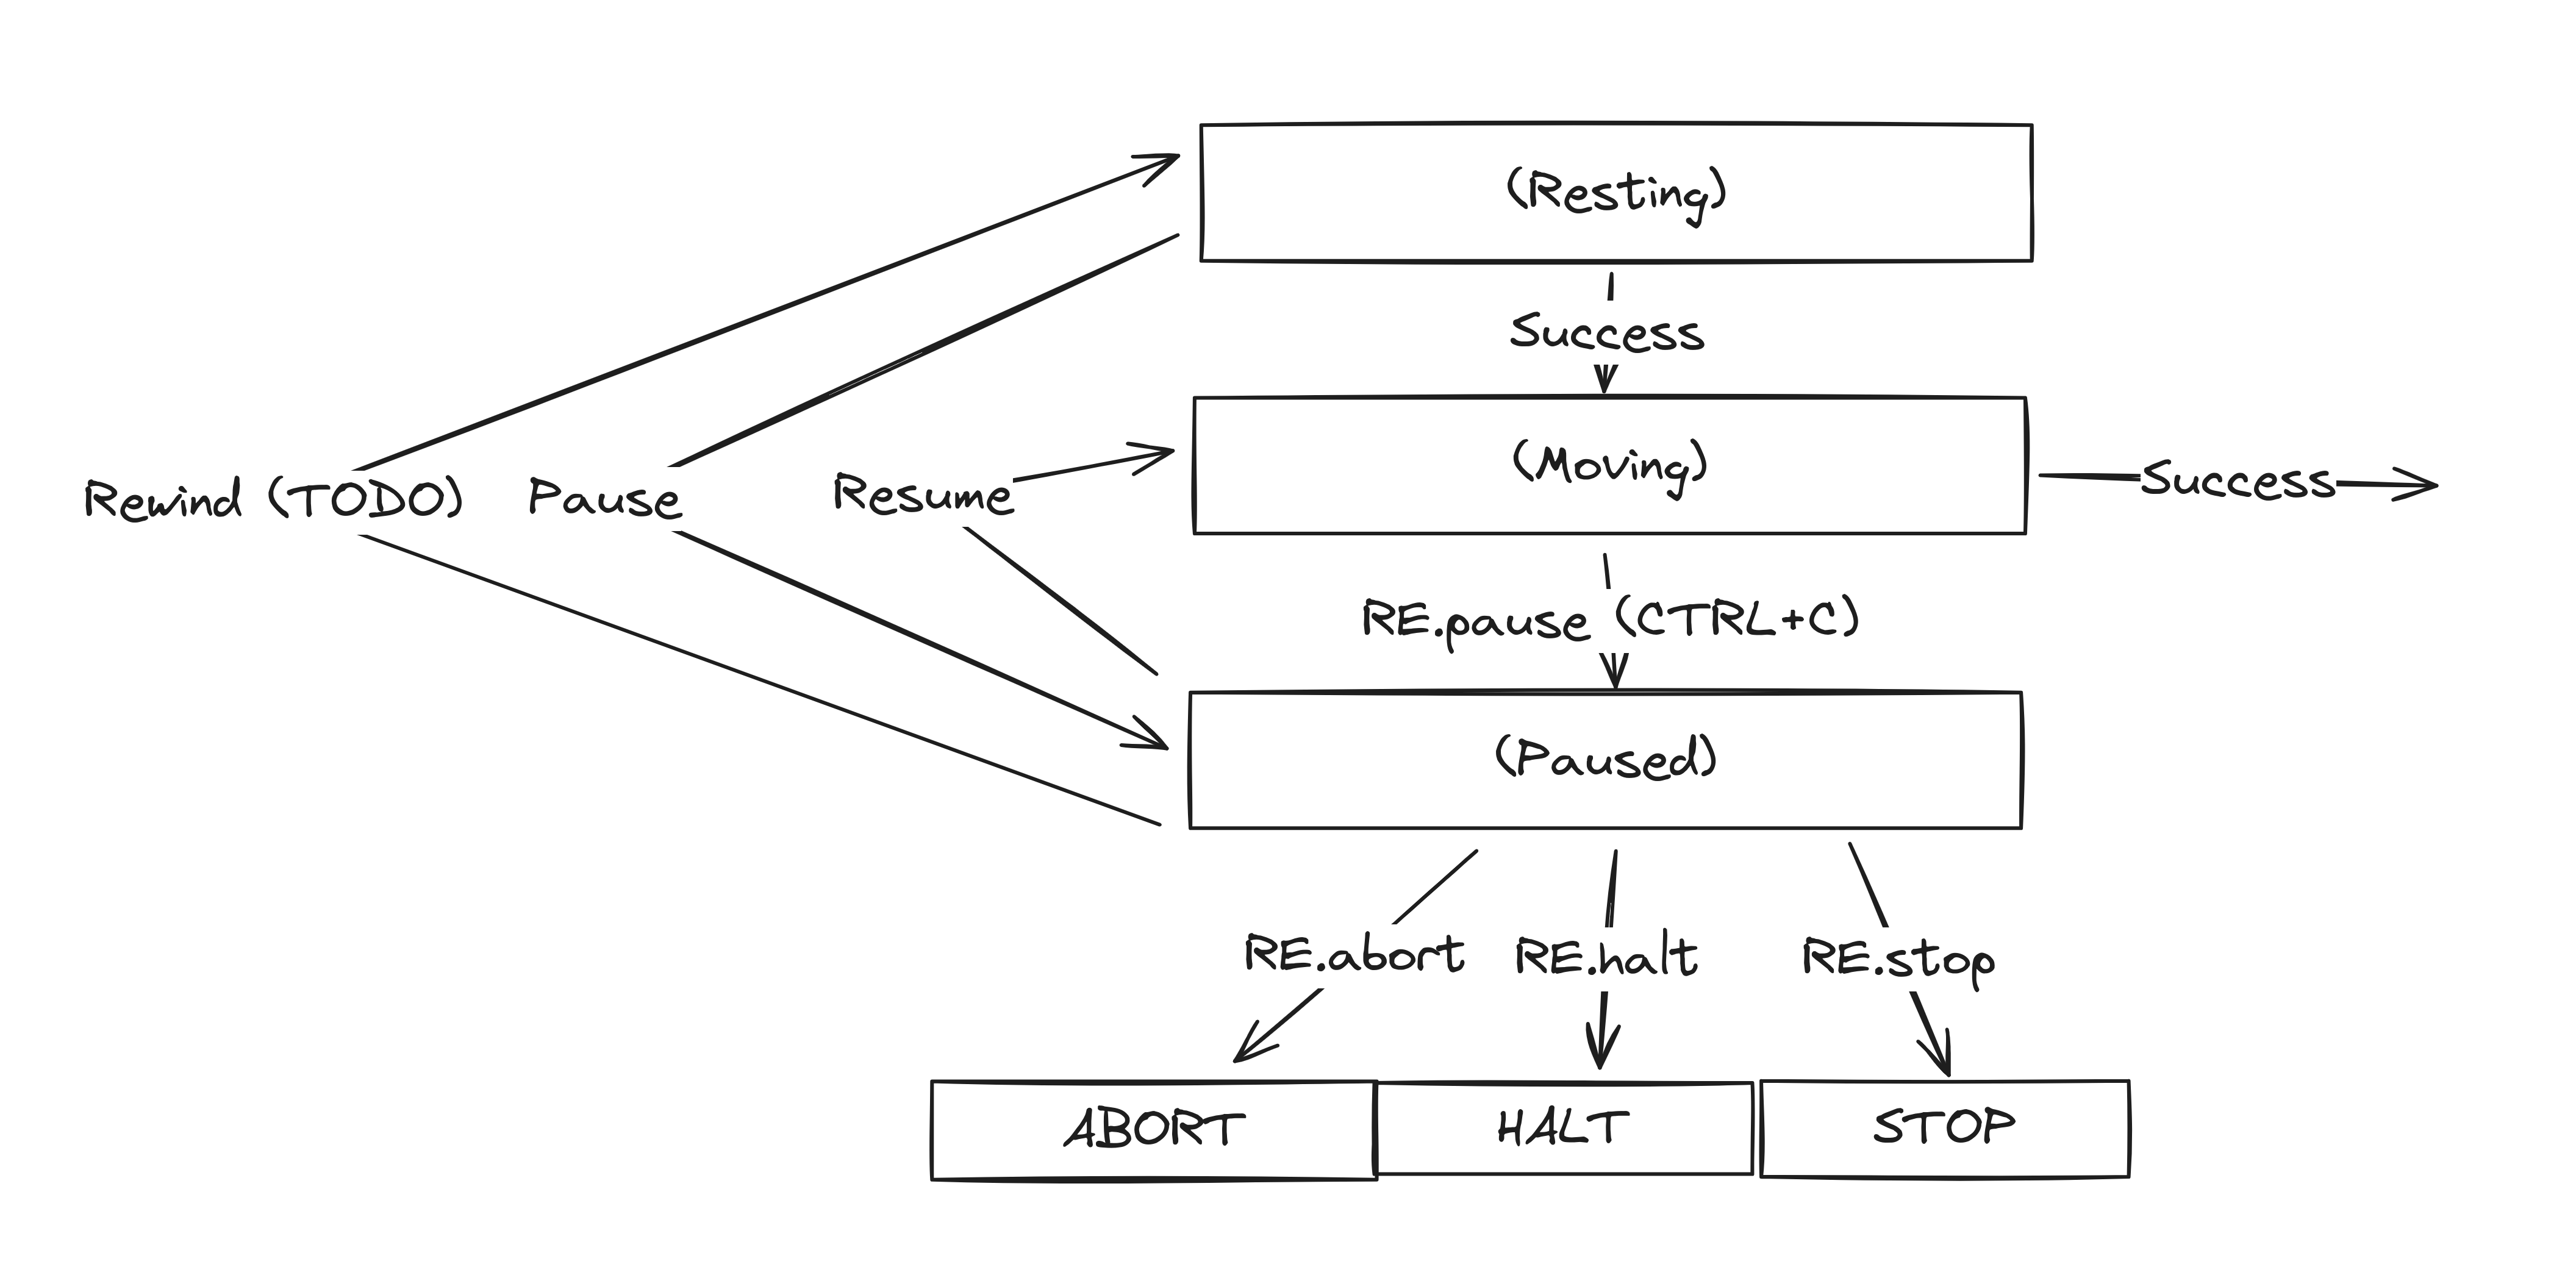 (Resting)
Success
Rewind (TODO)
Pause
Resume
(Moving)
Success
RE.pause (CTRL+C)
(Paused)
RE.abort
RE.halt
RE.stop
ABORT
HALT
STOP